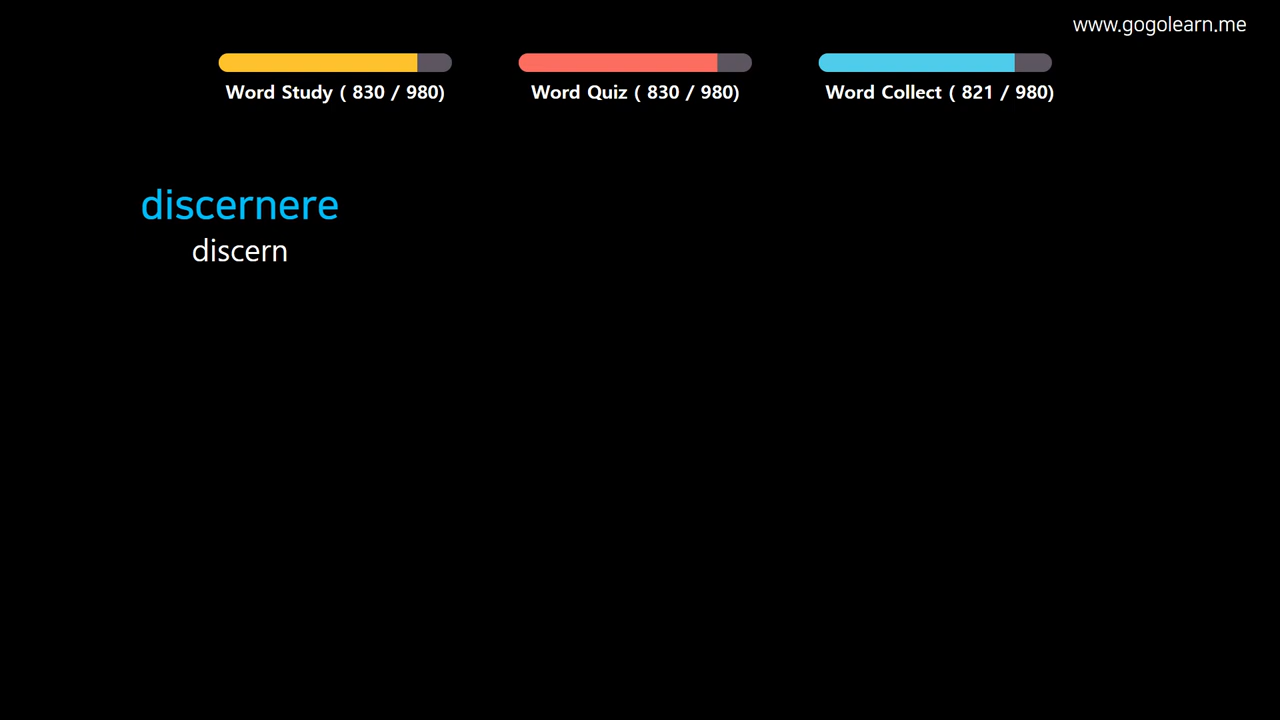 www.gogolearn.me
Word Study ( 830 / 980)
Word Quiz ( 830 / 980)
Word Collect ( 821 / 980)
discernere
discern